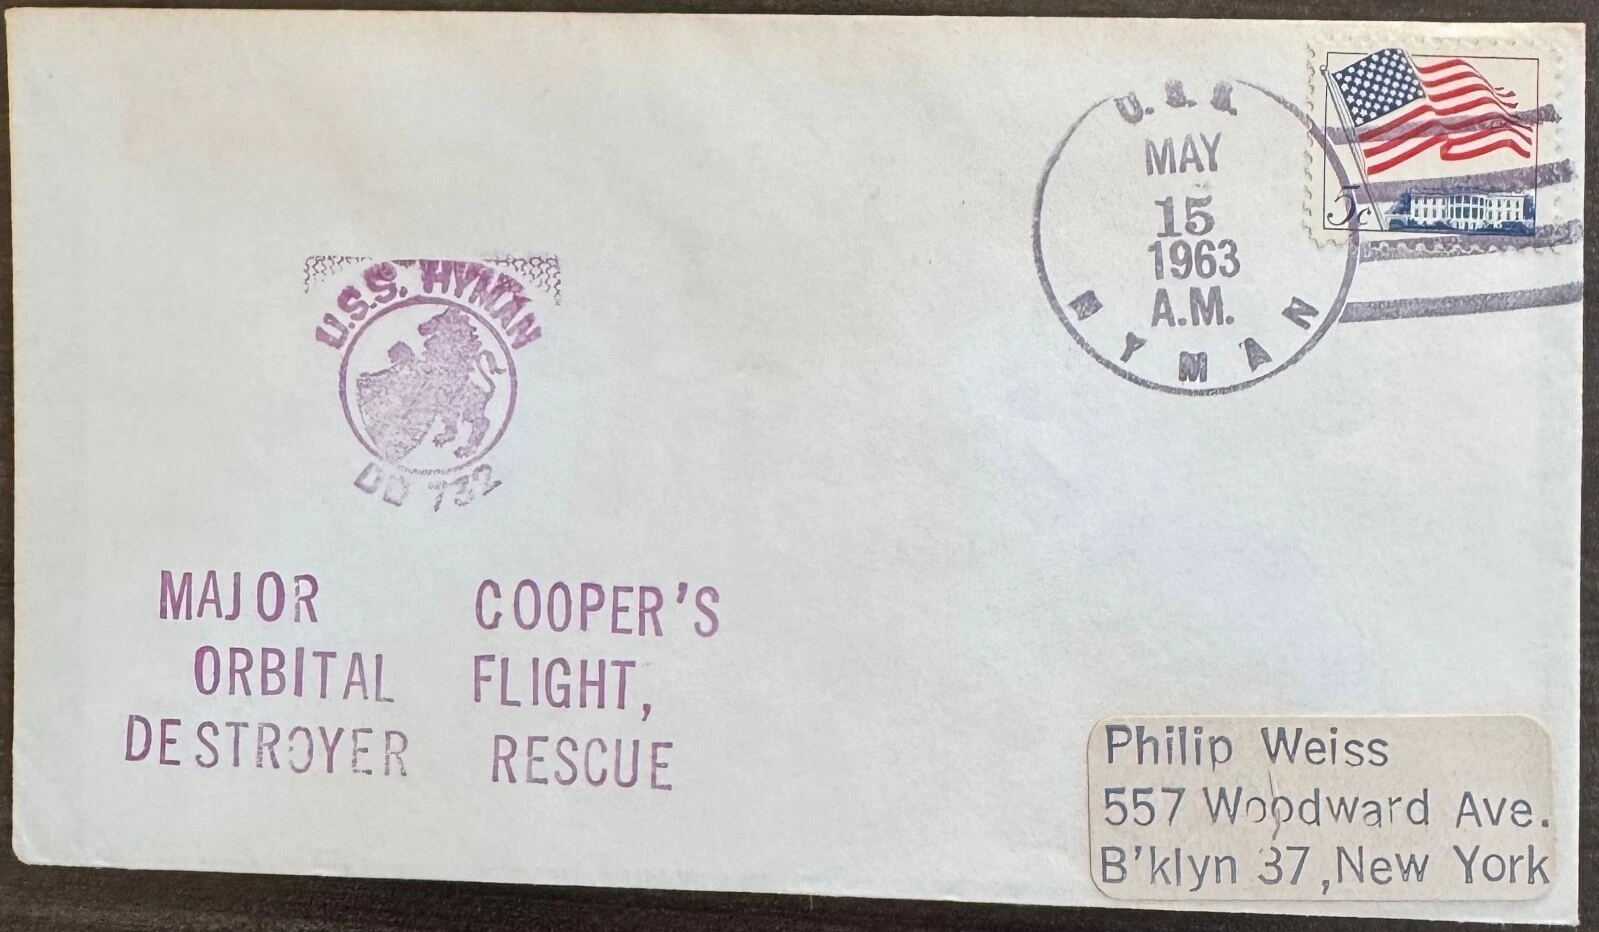 U.S.S.
MAY
15
1963
A.M.
HYMAN
5c
U.S.S. HYMAN
DD 732
MAJOR COOPER'S
ORBITAL FLIGHT,
DESTROYER RESCUE
Philip Weiss
557 Woodward Ave.
B'klyn 37, New York